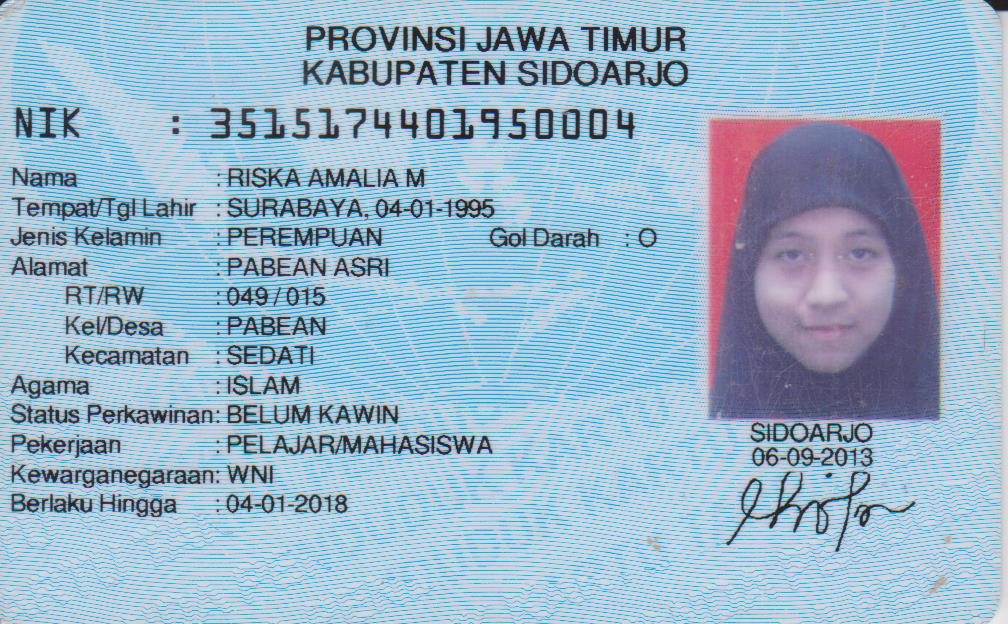 PROVINSI JAWA TIMUR
KABUPATEN SIDOARJO
NIK : 3515174401950004
Nama : RISKA AMALIA M
Tempat/Tgl Lahir : SURABAYA, 04-01-1995
Jenis Kelamin : PEREMPUAN Gol Darah : O
Alamat : PABEAN ASRI
RT/RW : 049 / 015
Kel/Desa : PABEAN
Kecamatan : SEDATI
Agama : ISLAM
Status Perkawinan: BELUM KAWIN
Pekerjaan : PELAJAR/MAHASISWA
Kewarganegaraan: WNI
Berlaku Hingga : 04-01-2018
SIDOARJO
06-09-2013